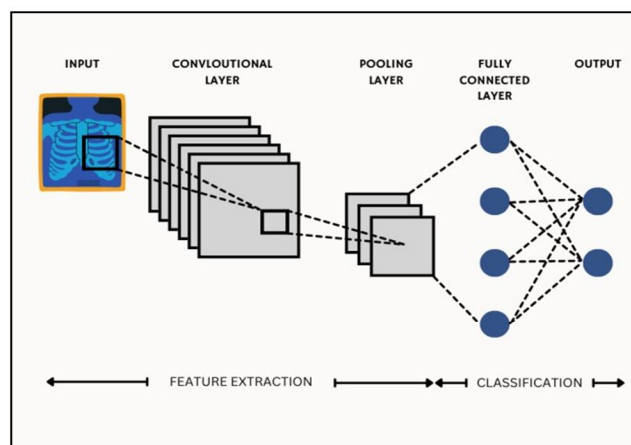 INPUT
CONVLOUTIONAL
LAYER
POOLING
LAYER
FULLY
CONNECTED
LAYER
OUTPUT
FEATURE EXTRACTION
CLASSIFICATION